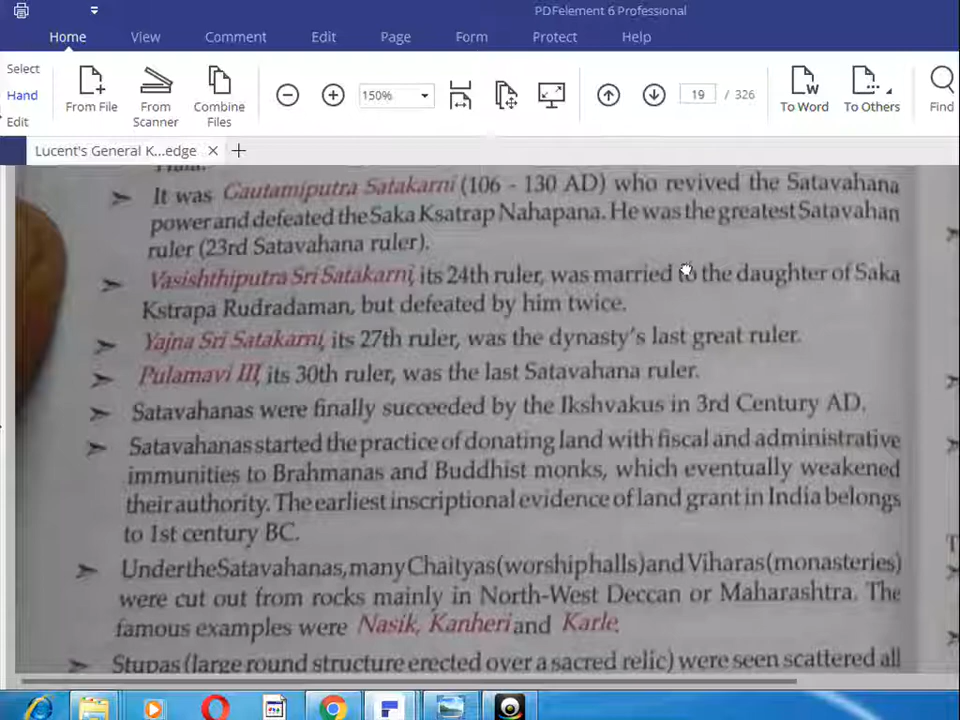 PDFelement 6 Professional
Home View Comment Edit Page Form Protect Help
Select
Hand
Edit
From File
From Scanner
Combine Files
150%
19 / 326
To Word
To Others
Find
Lucent's General K...edge
It was Gautamiputra Satakarni (106 - 130 AD) who revived the Satavahana
power and defeated the Saka Ksatrap Nahapana. He was the greatest Satavahan
ruler (23rd Satavahana ruler).
Vasishthiputra Sri Satakarni, its 24th ruler, was married to the daughter of Saka
Kstrapa Rudradaman, but defeated by him twice.
Yajna Sri Satakarni, its 27th ruler, was the dynasty's last great ruler.
Pulamavi III, its 30th ruler, was the last Satavahana ruler.
Satavahanas were finally succeeded by the Ikshvakus in 3rd Century AD.
Satavahanas started the practice of donating land with fiscal and administrative
immunities to Brahmanas and Buddhist monks, which eventually weakened
their authority. The earliest inscriptional evidence of land grant in India belongs
to 1st century BC.
Under the Satavahanas, many Chaityas (worship halls) and Viharas (monasteries)
were cut out from rocks mainly in North-West Deccan or Maharashtra. The
famous examples were Nasik, Kanheri and Karle.
Stupas (large round structure erected over a sacred relic) were seen scattered all